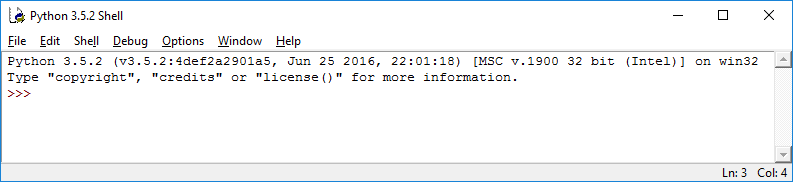 Python 3.5.2 Shell
File Edit Shell Debug Options Window Help
Python 3.5.2 (v3.5.2:4def2a2901a5, Jun 25 2016, 22:01:18) [MSC v.1900 32 bit (Intel)] on win32
Type "copyright", "credits" or "license()" for more information.
>>>
Ln: 3 Col: 4